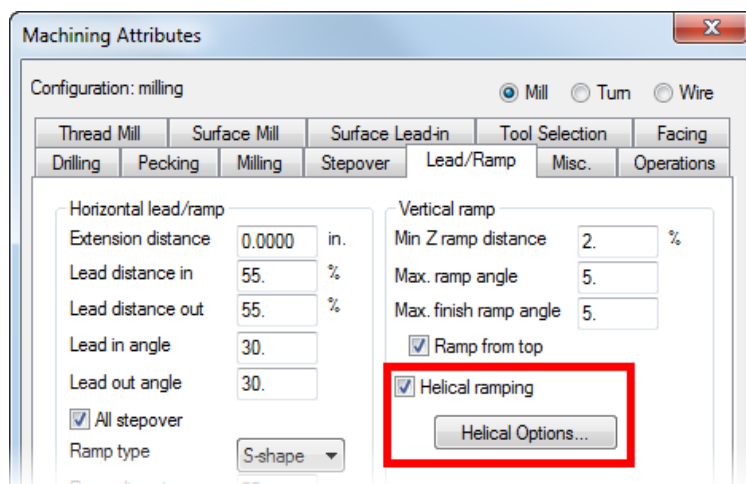 Machining Attributes
Configuration: milling
Mill Turn Wire
Thread Mill Surface Mill Surface Lead-in Tool Selection Facing
Drilling Pecking Milling Stepover Lead/Ramp Misc. Operations
Horizontal lead/ramp
Extension distance 0.0000 in.
Lead distance in 55. %
Lead distance out 55. %
Lead in angle 30.
Lead out angle 30.
All stepover
Ramp type S-shape
Vertical ramp
Min Z ramp distance 2. %
Max. ramp angle 5.
Max. finish ramp angle 5.
Ramp from top
Helical ramping
Helical Options...